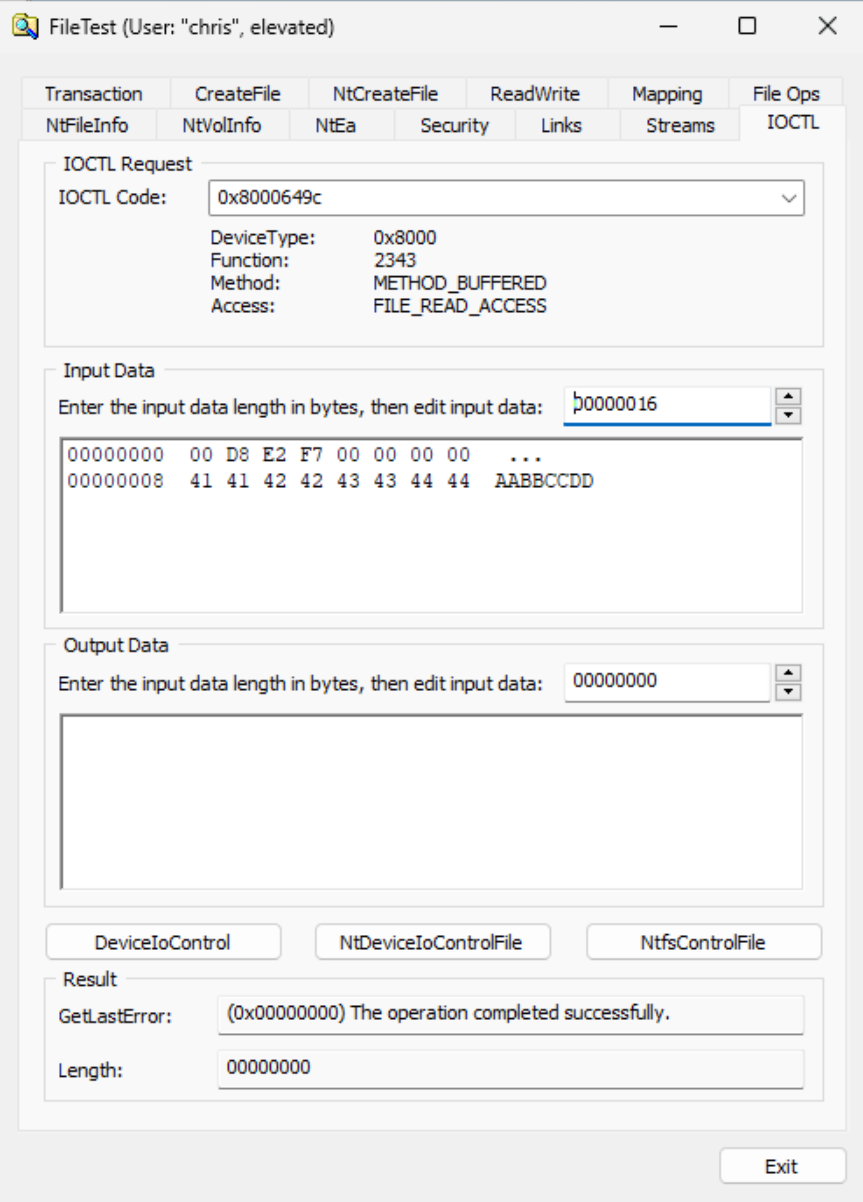 FileTest (User: "chris", elevated)
Transaction CreateFile NtCreateFile ReadWrite Mapping File Ops
NtFileInfo NtVolInfo NtEa Security Links Streams IOCTL
IOCTL Request
IOCTL Code: 0x8000649c
DeviceType: 0x8000
Function: 2343
Method: METHOD_BUFFERED
Access: FILE_READ_ACCESS
Input Data
Enter the input data length in bytes, then edit input data: 00000016
00000000 00 D8 E2 F7 00 00 00 00 ...
00000008 41 41 42 42 43 43 44 44 AABBCCDD
Output Data
Enter the input data length in bytes, then edit input data: 00000000
DeviceIoControl NtDeviceIoControlFile NtfsControlFile
Result
GetLastError: (0x00000000) The operation completed successfully.
Length: 00000000
Exit